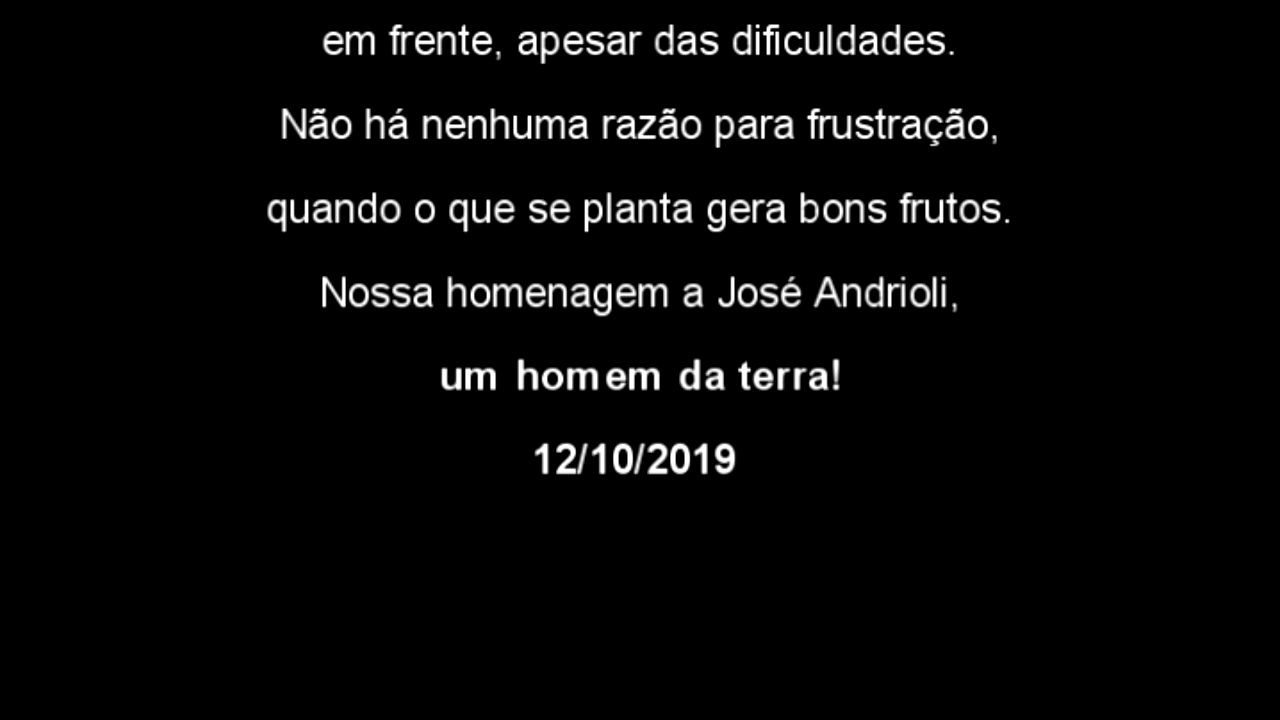 em frente, apesar das dificuldades.
Não há nenhuma razão para frustração,
quando o que se planta gera bons frutos.
Nossa homenagem a José Andrioli,
um homem da terra!
12/10/2019